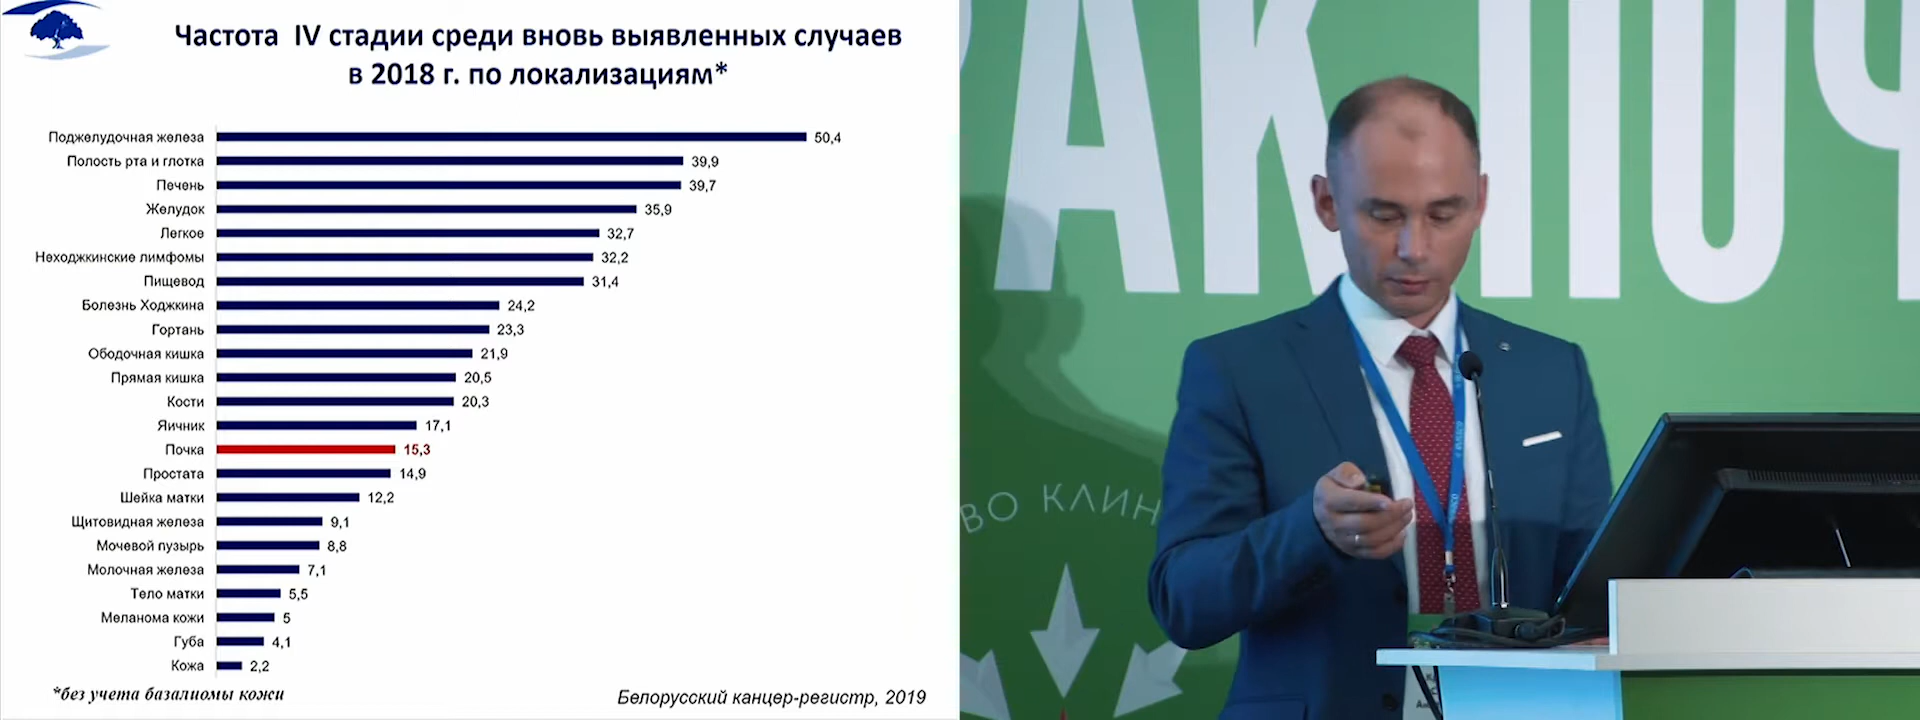 Частота IV стадии среди вновь выявленных случаев
в 2018 г. по локализациям*
Поджелудочная железа 50,4
Полость рта и глотка 39,9
Печень 39,7
Желудок 35,9
Легкое 32,7
Неходжкинские лимфомы 32,2
Пищевод 31,4
Болезнь Ходжкина 24,2
Гортань 23,3
Ободочная кишка 21,9
Прямая кишка 20,5
Кости 20,3
Яичник 17,1
Почка 15,3
Простата 14,9
Шейка матки 12,2
Щитовидная железа 9,1
Мочевой пузырь 8,8
Молочная железа 7,1
Тело матки 5,5
Меланома кожи 5
Губа 4,1
Кожа 2,2
*без учета базалиомы кожи
Белорусский канцер-регистр, 2019
РАК ПОЧ
ВО КЛИН